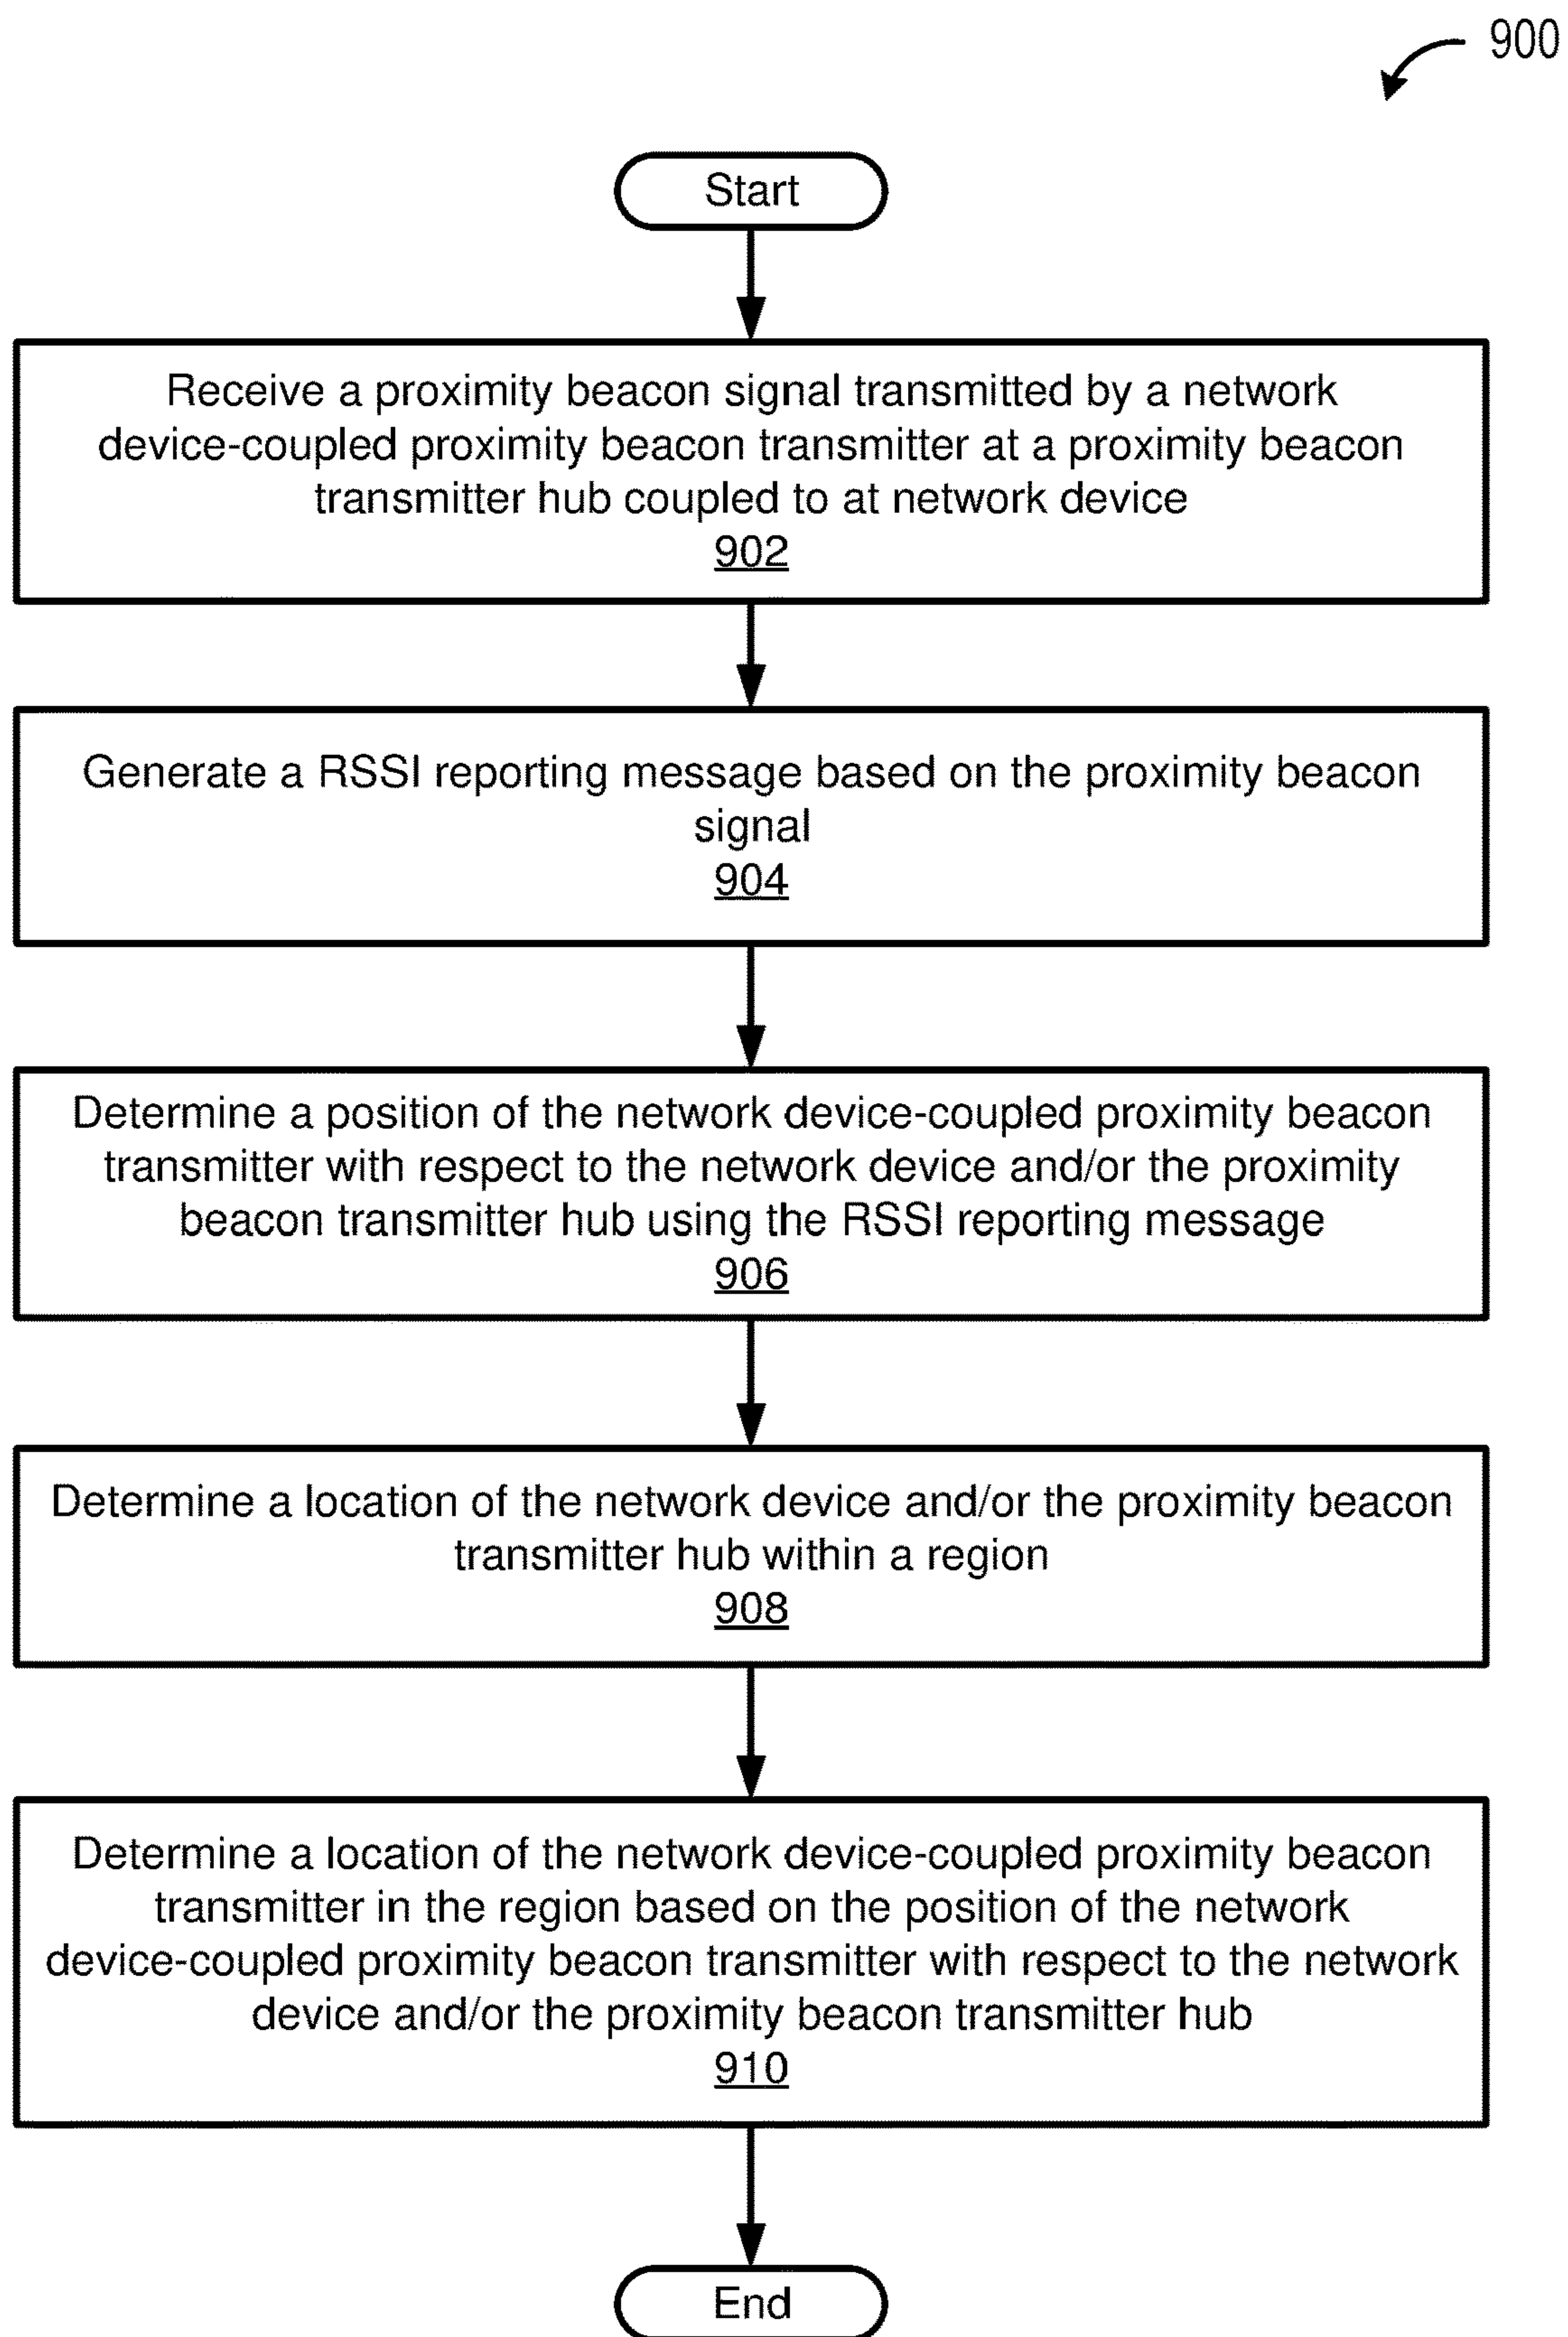 900
Start
Receive a proximity beacon signal transmitted by a network
device-coupled proximity beacon transmitter at a proximity beacon
transmitter hub coupled to at network device
902
Generate a RSSI reporting message based on the proximity beacon
signal
904
Determine a position of the network device-coupled proximity beacon
transmitter with respect to the network device and/or the proximity
beacon transmitter hub using the RSSI reporting message
906
Determine a location of the network device and/or the proximity beacon
transmitter hub within a region
908
Determine a location of the network device-coupled proximity beacon
transmitter in the region based on the position of the network
device-coupled proximity beacon transmitter with respect to the network
device and/or the proximity beacon transmitter hub
910
End